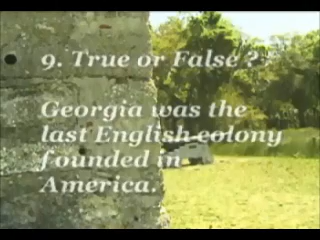 9. True or False ?
Georgia was the
last English colony
founded in
America.